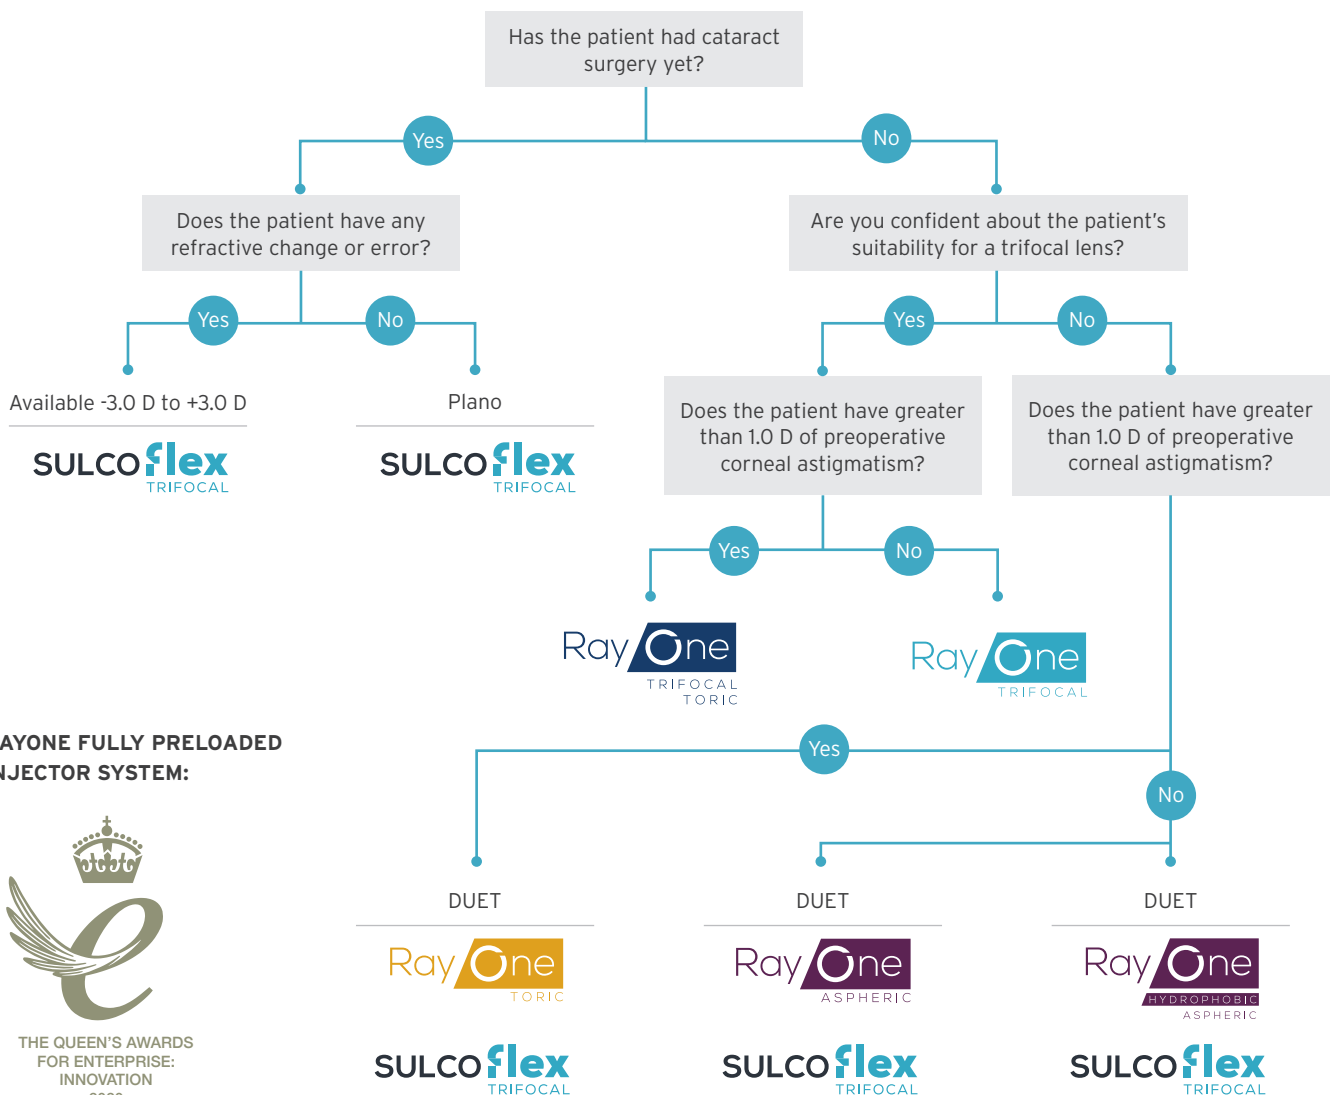 Has the patient had cataract
surgery yet?
Yes
No
Does the patient have any
refractive change or error?
Are you confident about the patient's
suitability for a trifocal lens?
Yes
No
Yes
No
Available -3.0 D to +3.0 D
SULCOflex
TRIFOCAL
Plano
SULCOflex
TRIFOCAL
Does the patient have greater
than 1.0 D of preoperative
corneal astigmatism?
Does the patient have greater
than 1.0 D of preoperative
corneal astigmatism?
Yes
No
RayOne
TRIFOCAL
TORIC
RayOne
TRIFOCAL
Yes
No
AYONE FULLY PRELOADED
NJECTOR SYSTEM:
THE QUEEN'S AWARDS
FOR ENTERPRISE:
INNOVATION
DUET
RayOne
TORIC
SULCOflex
TRIFOCAL
DUET
RayOne
ASPHERIC
SULCOflex
TRIFOCAL
DUET
RayOne
HYDROPHOBIC
ASPHERIC
SULCOflex
TRIFOCAL